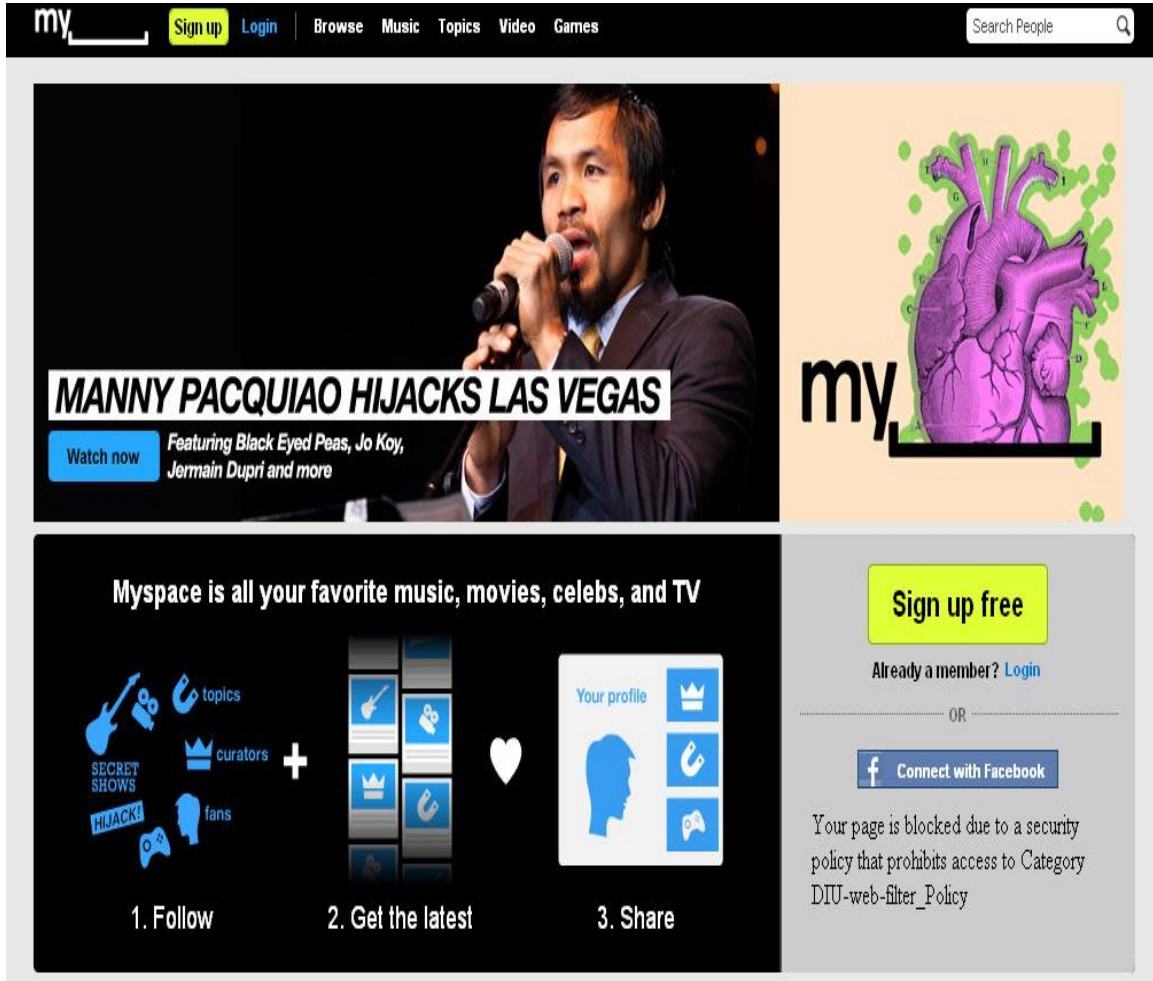 my
Sign up Login Browse Music Topics Video Games
Search People
MANNY PACQUIAO HIJACKS LAS VEGAS
Watch now
Featuring Black Eyed Peas, Jo Koy,
Jermain Dupri and more
my
Myspace is all your favorite music, movies, celebs, and TV
topics
curators
SECRET
SHOWS
HIJACK!
fans
Your profile
1. Follow
2. Get the latest
3. Share
Sign up free
Already a member? Login
OR
f Connect with Facebook
Your page is blocked due to a security
policy that prohibits access to Category
DIU-web-filter_Policy